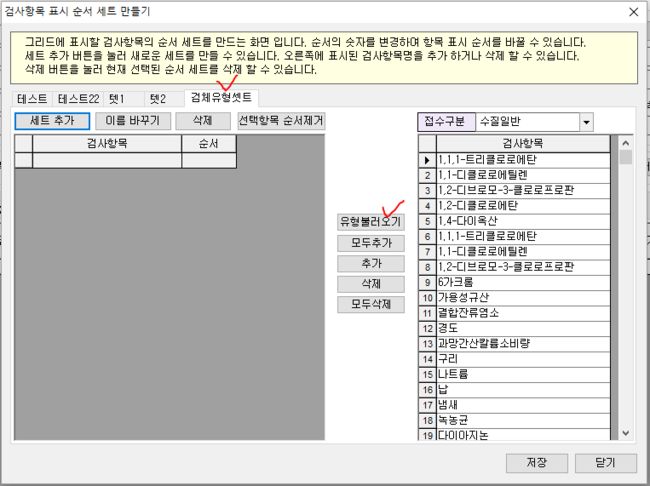 검사항목 표시 순서 세트 만들기
그리드에 표시할 검사항목의 순서 세트를 만드는 화면 입니다. 순서의 숫자를 변경하여 항목 표시 순서를 바꿀 수 있습니다.
세트 추가 버튼을 눌러 새로운 세트를 만들 수 있습니다. 오른쪽에 표시된 검사항목명을 추가 하거나 삭제 할 수 있습니다.
삭제 버튼을 눌러 현재 선택된 순서 세트를 삭제 할 수 있습니다.
테스트 테스트22 텟1 텟2 검체유형셋트
세트 추가 이름 바꾸기 삭제 선택항목 순서제거
접수구분 수질일반
검사항목 순서
유형불러오기
모두추가
추가
삭제
모두삭제
검사항목
1,1,1-트리클로로에탄
2 1,1-디클로로에틸렌
3 1,2-디브로모-3-클로로프로판
4 1,2-디클로로에탄
5 1,4-다이옥산
6 1,1,1-트리클로로에탄
7 1,1-디클로로에틸렌
8 1,2-디브로모-3-클로로프로판
9 6가크롬
10 가용성규산
11 결합잔류염소
12 경도
13 과망간산칼륨소비량
14 구리
15 나트륨
16 납
17 냄새
18 녹농균
19 다이아지논
저장 닫기